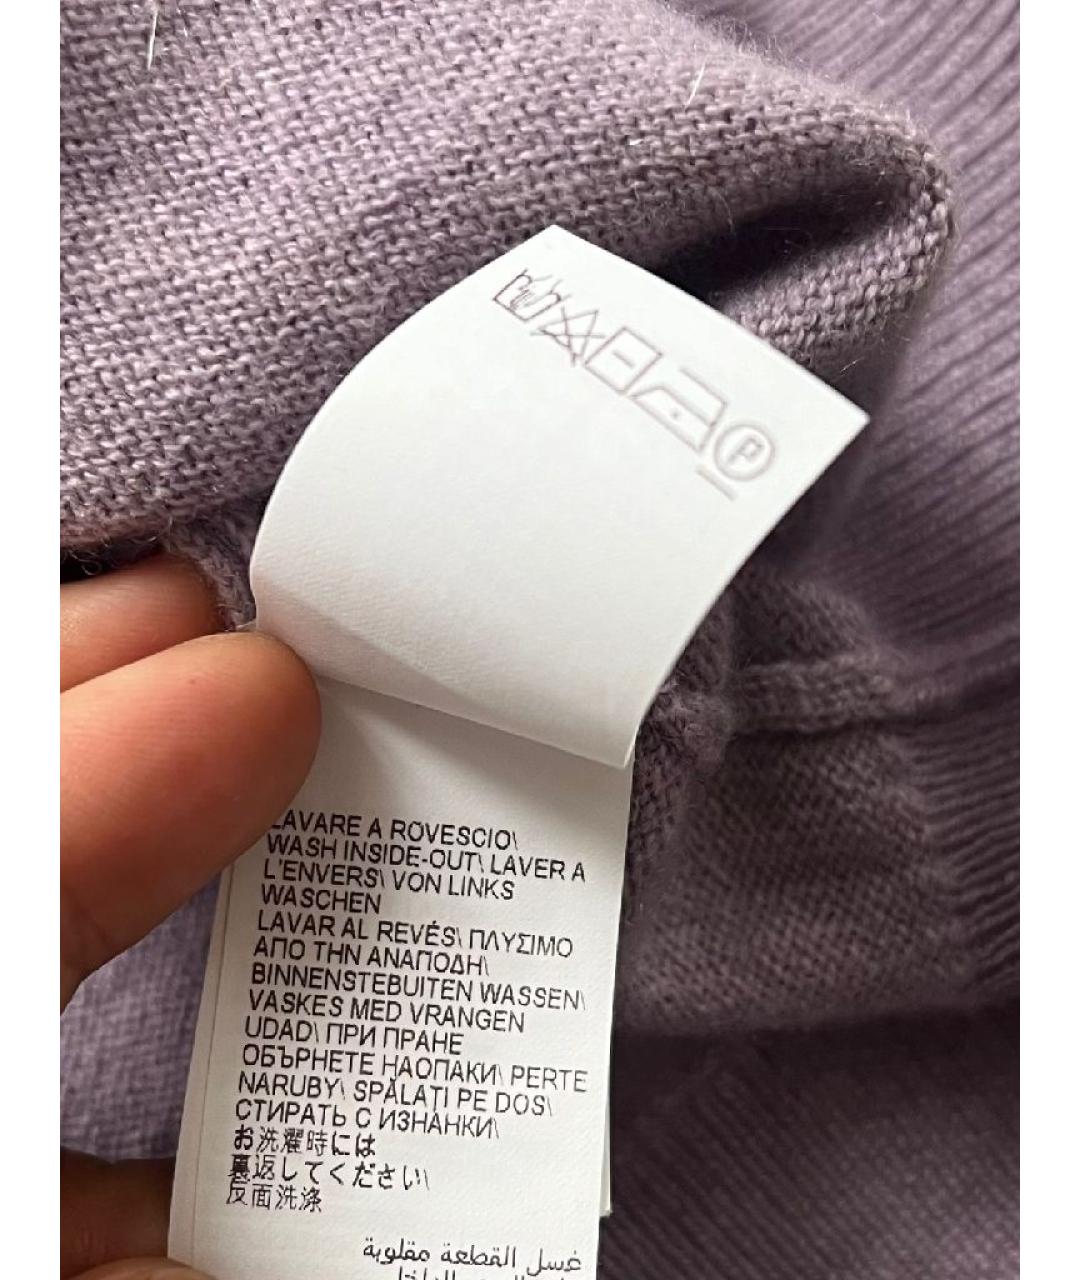 P
LAVARE A ROVESCIO\
WASH INSIDE-OUT\ LAVER A
L'ENVERS\ VON LINKS
WASCHEN
LAVAR AL REVÉS\ ΠΛΥΣΙΜΟ
ΑΠΟ ΤΗΝ ΑΝΑΠΟΔΗ\
BINNENSTEBUITEN WASSEN\
VASKES MED VRANGEN
UDAD\ ПРИ ПРАНЕ
ОБЪРНЕТЕ НАОПАКИ\ PERTE
NARUBY\ SPĂLAȚI PE DOS\
СТИРАТЬ С ИЗНАНКИ\
お洗濯時には
裏返してください\
反面洗涤
غسل القطعة مقلوبة